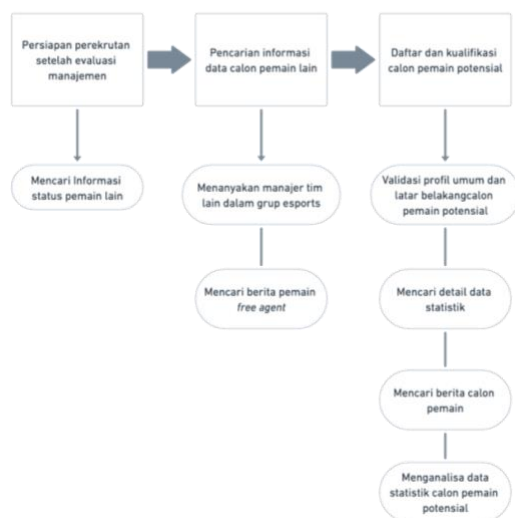 Persiapan perekrutan
setelah evaluasi
manajemen
Pencarian informasi
data calon pemain lain
Daftar dan kualifikasi
calon pemain potensial
Mencari Informasi
status pemain lain
Menanyakan manajer tim
lain dalam grup esports
Mencari berita pemain
free agent
Validasi profil umum dan
latar belakangcalon
pemain potensial
Mencari detail data
statistik
Mencari berita calon
pemain
Menganalisa data
statistik calon pemain
potensial